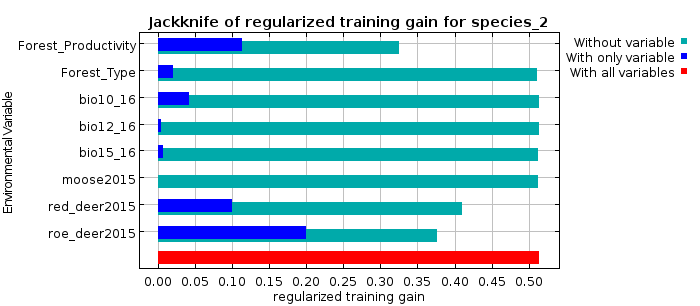 Jackknife of regularized training gain for species_2
Without variable
With only variable
With all variables
Environmental Variable
Forest_Productivity
Forest_Type
bio10_16
bio12_16
bio15_16
moose2015
red_deer2015
roe_deer2015
0.00 0.05 0.10 0.15 0.20 0.25 0.30 0.35 0.40 0.45 0.50
regularized training gain